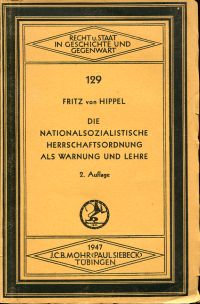 RECHT U. STAAT
IN GESCHICHTE UND
GEGENWART
129
FRITZ von HIPPEL
DIE
NATIONALSOZIALISTISCHE
HERRSCHAFTSORDNUNG
ALS WARNUNG UND LEHRE
2. Auflage
1947
J.C.B.MOHR (PAUL SIEBECK)
TÜBINGEN